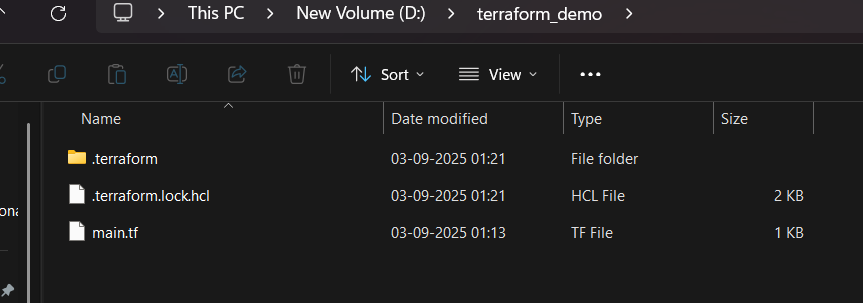 This PC > New Volume (D:) > terraform_demo >
Sort View
Name Date modified Type Size
.terraform 03-09-2025 01:21 File folder
.terraform.lock.hcl 03-09-2025 01:21 HCL File 2 KB
ona
main.tf 03-09-2025 01:13 TF File 1 KB